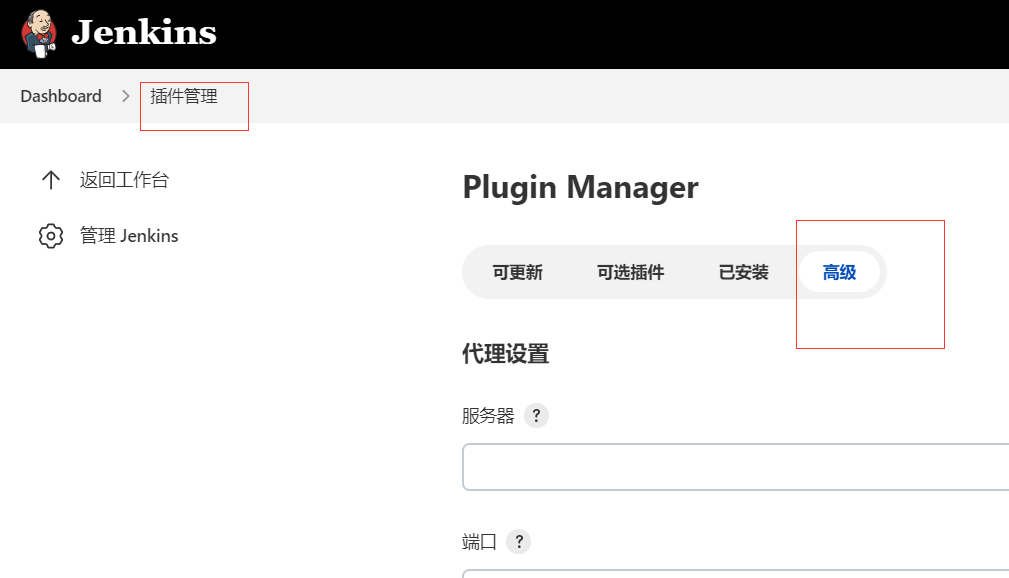 Jenkins
Dashboard > 插件管理
返回工作台
管理 Jenkins
Plugin Manager
可更新 可选插件 已安装 高级
代理设置
服务器 ?
端口 ?